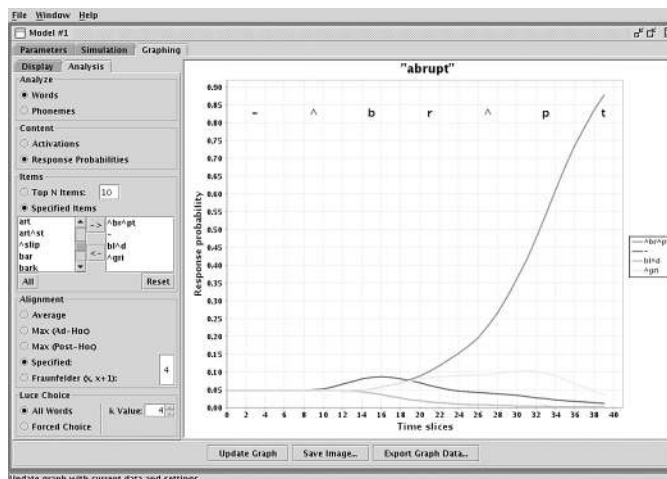 File Window Help
Model #1
Parameters Simulation Graphing
Display Analysis
Analyze
Words
Phonemes
Content
Activations
Response Probabilities
Items
Top N Items: 10
Specified Items
art
art^st
^slip
bar
bark
-->
<-
^br^pt
-
bl^d
^gri
All Reset
Alignment
Average
Max (Ad-Hoc)
Max (Post-Hoc)
Specified: 4
Fraunfelder (x, x+1):
Luce Choice
All Words k Value: 4
Forced Choice
"abrupt"
- ^ b r ^ p t
Response probability
0.90
0.85
0.80
0.75
0.70
0.65
0.60
0.55
0.50
0.45
0.40
0.35
0.30
0.25
0.20
0.15
0.10
0.05
0.00
0 2 4 6 8 10 12 14 16 18 20 22 24 26 28 30 32 34 36 38 40
Time slices
^br^pt
-
bl^d
^gri
Update Graph Save Image... Export Graph Data...
Update graph with current data and settings